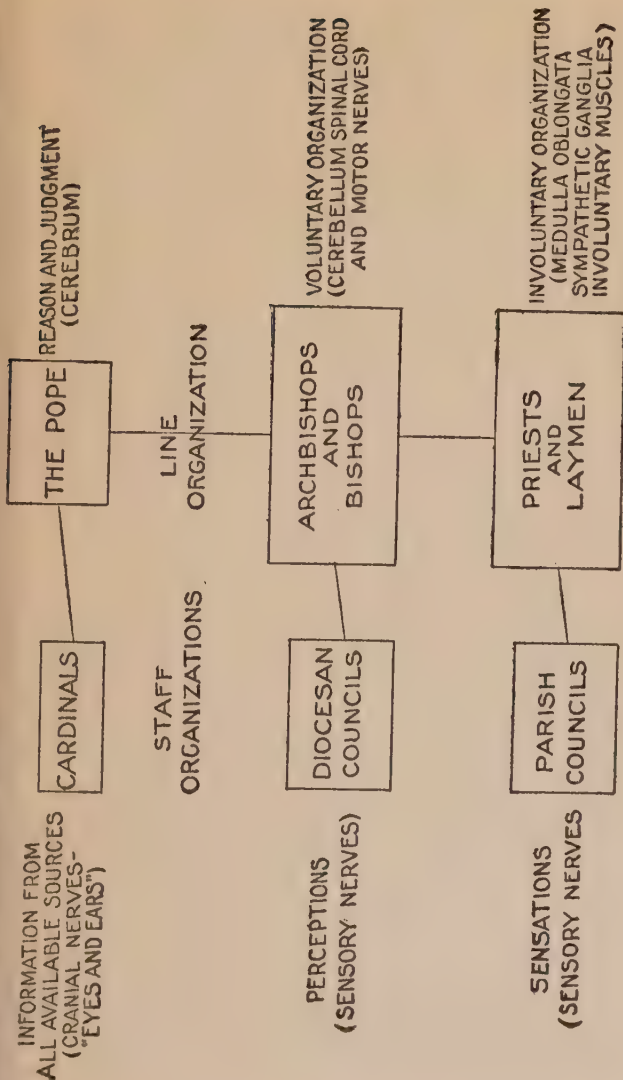 INFORMATION FROM
ALL AVAILABLE SOURCES
(CRANIAL NERVES-
"EYES AND EARS")
CARDINALS
THE POPE
REASON AND JUDGMENT
(CEREBRUM)
STAFF
ORGANIZATIONS
LINE
ORGANIZATION
PERCEPTIONS
(SENSORY NERVES)
DIOCESAN
COUNCILS
ARCHBISHOPS
AND
BISHOPS
VOLUNTARY ORGANIZATION
(CEREBELLUM SPINAL CORD
AND MOTOR NERVES)
SENSATIONS
(SENSORY NERVES
PARISH
COUNCILS
PRIESTS
AND
LAYMEN
INVOLUNTARY ORGANIZATION
(MEDULLA OBLONGATA
SYMPATHETIC GANGLIA
INVOLUNTARY MUSCLES)